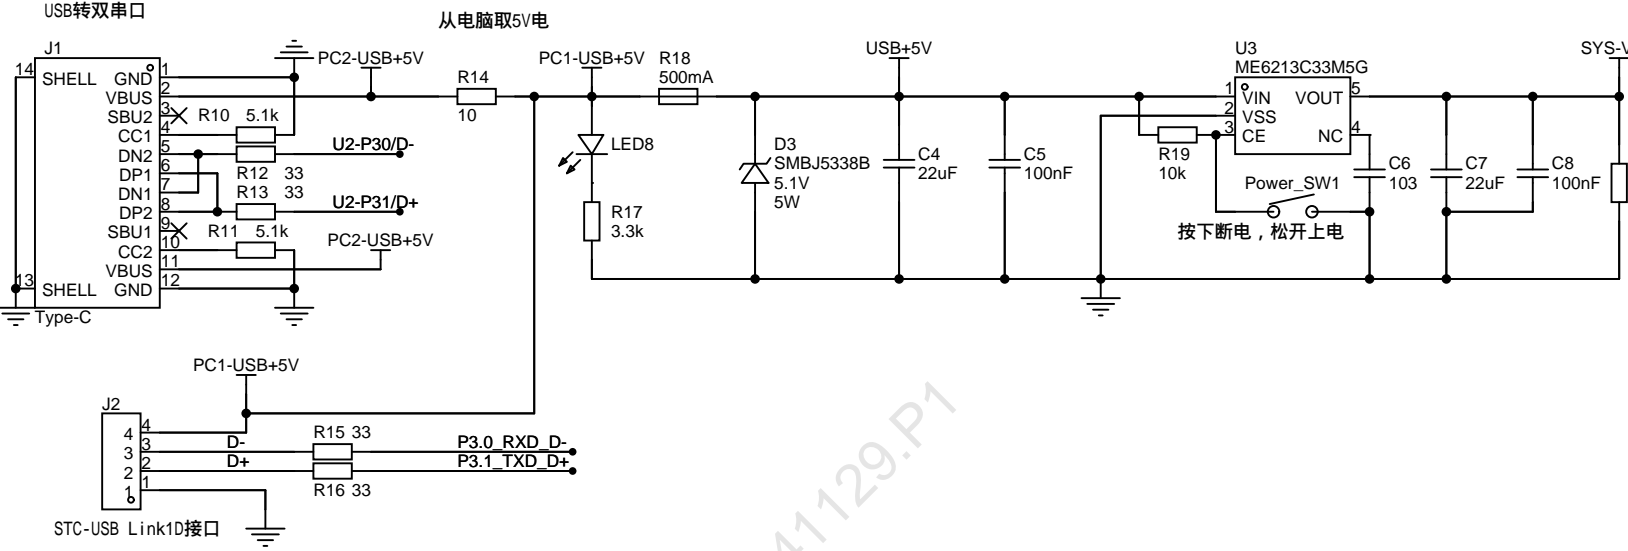 USB转双串口
从电脑取5V电
J1
14
SHELL
GND
1
VBUS
2
SBU2
3
CC1
4
DN2
5
DP1
6
DN1
7
DP2
8
SBU1
9
CC2
10
VBUS
11
13
SHELL
GND
12
Type-C
R10 5.1k
U2-P30/D-
R12 33
R13 33
U2-P31/D+
R11 5.1k
PC2-USB+5V
PC2-USB+5V
R14
10
PC1-USB+5V
R18
500mA
LED8
R17
3.3k
D3
SMBJ5338B
5.1V
5W
USB+5V
C4
22uF
C5
100nF
U3
ME6213C33M5G
1
VIN
VOUT
5
2
VSS
3
CE
NC
4
R19
10k
Power_SW1
按下断电，松开上电
C6
103
C7
22uF
C8
100nF
SYS-V
PC1-USB+5V
J2
4
4
3
3
2
2
1
1
D-
R15 33
P3.0_RXD_D-
D+
P3.1_TXD_D+
R16 33
STC-USB Link1D接口
41129.P1